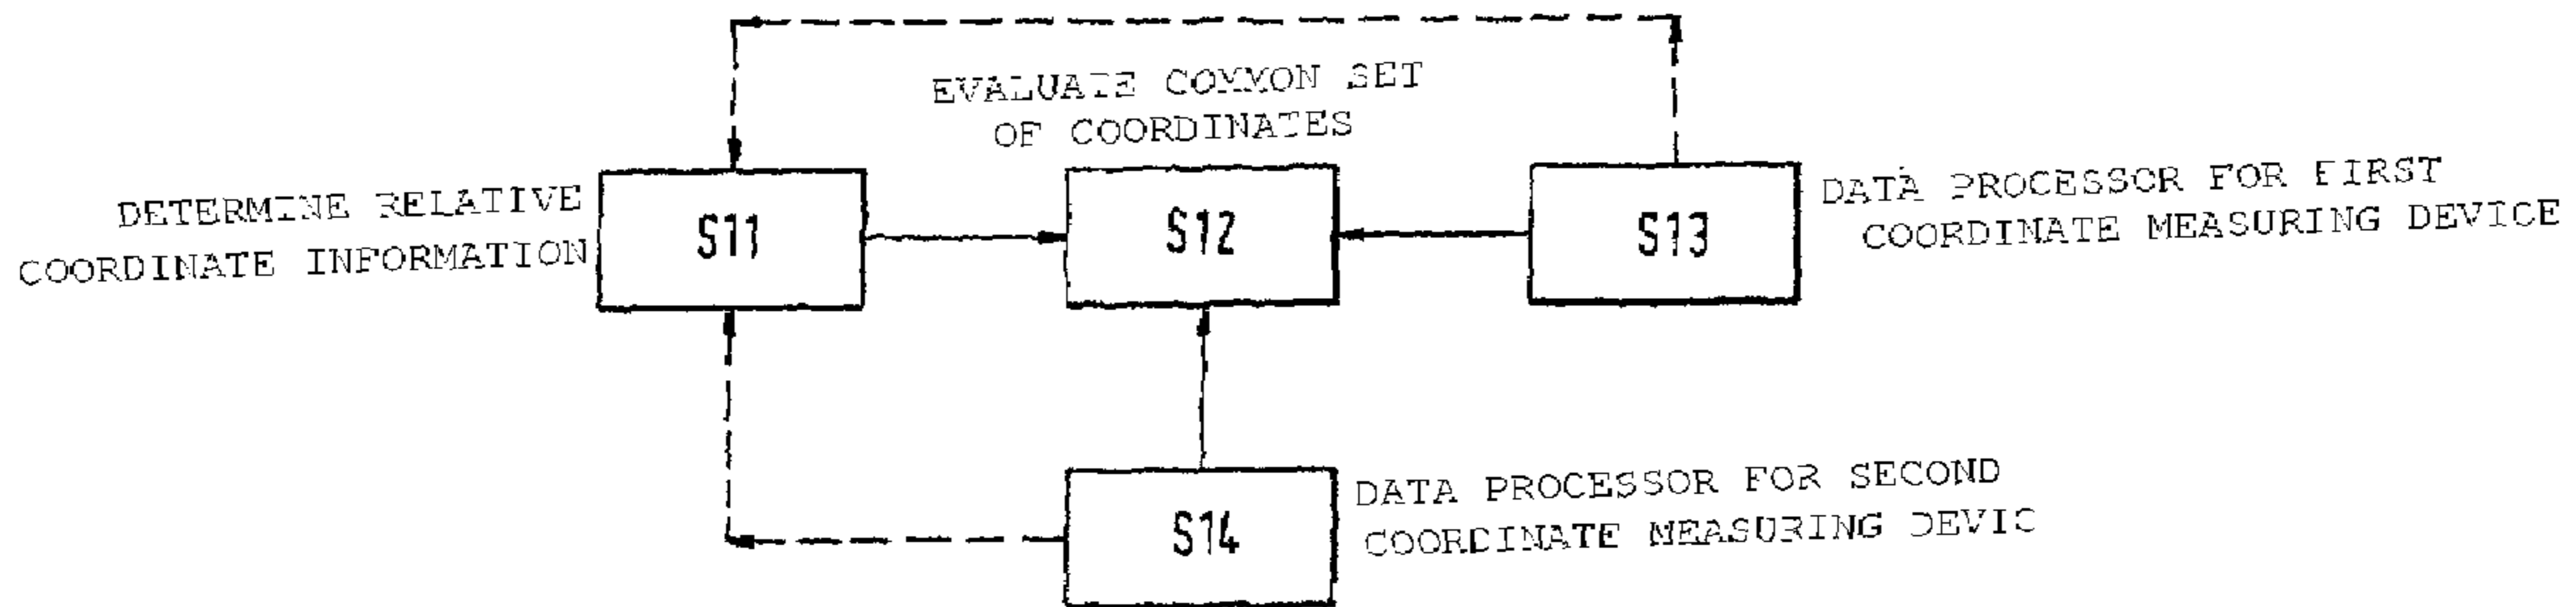 EVALUATE COMMON SET
OF COORDINATES
DETERMINE RELATIVE
COORDINATE INFORMATION
S11
S12
S13
DATA PROCESSOR FOR FIRST
COORDINATE MEASURING DEVICE
S14
DATA PROCESSOR FOR SECOND
COORDINATE MEASURING DEVIC